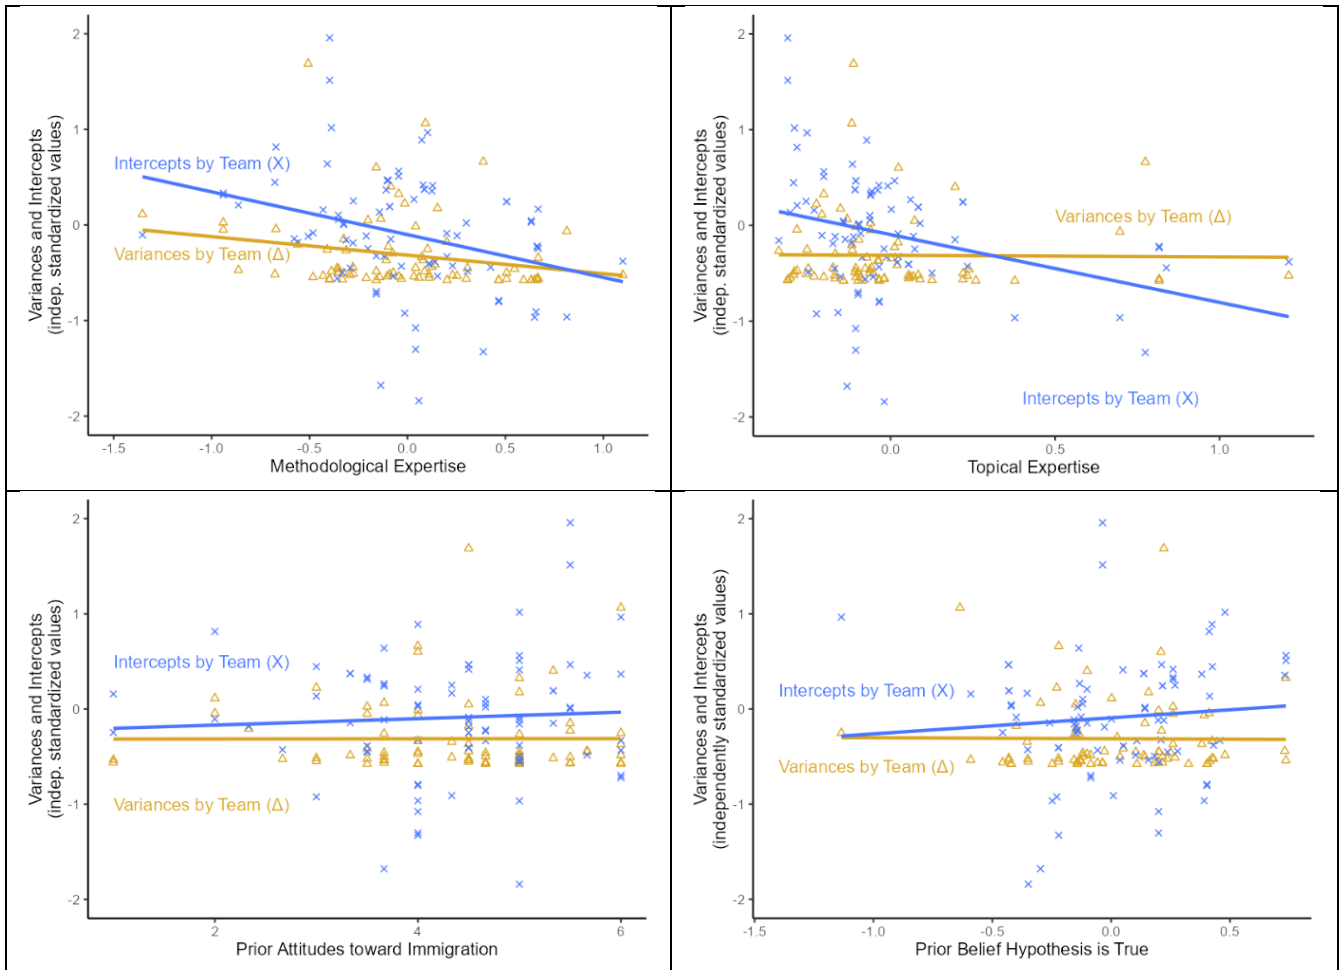 Variances and Intercepts
(indep. standardized values)
2
1
0
-1
-2
Intercepts by Team (X)
Variances by Team (Δ)
-1.5
-1.0
-0.5
0.0
0.5
1.0
Methodological Expertise
Variances and Intercepts
(indep. standardized values)
2
1
0
-1
-2
Variances by Team (Δ)
Intercepts by Team (X)
0.0
0.5
1.0
Topical Expertise
Variances and Intercepts
(indep. standardized values)
2
1
0
-1
-2
Intercepts by Team (X)
Variances by Team (Δ)
2
4
6
Prior Attitudes toward Immigration
Variances and Intercepts
(independently standardized values)
2
1
0
-1
-2
Intercepts by Team (X)
Variances by Team (Δ)
-1.5
-1.0
-0.5
0.0
0.5
Prior Belief Hypothesis is True